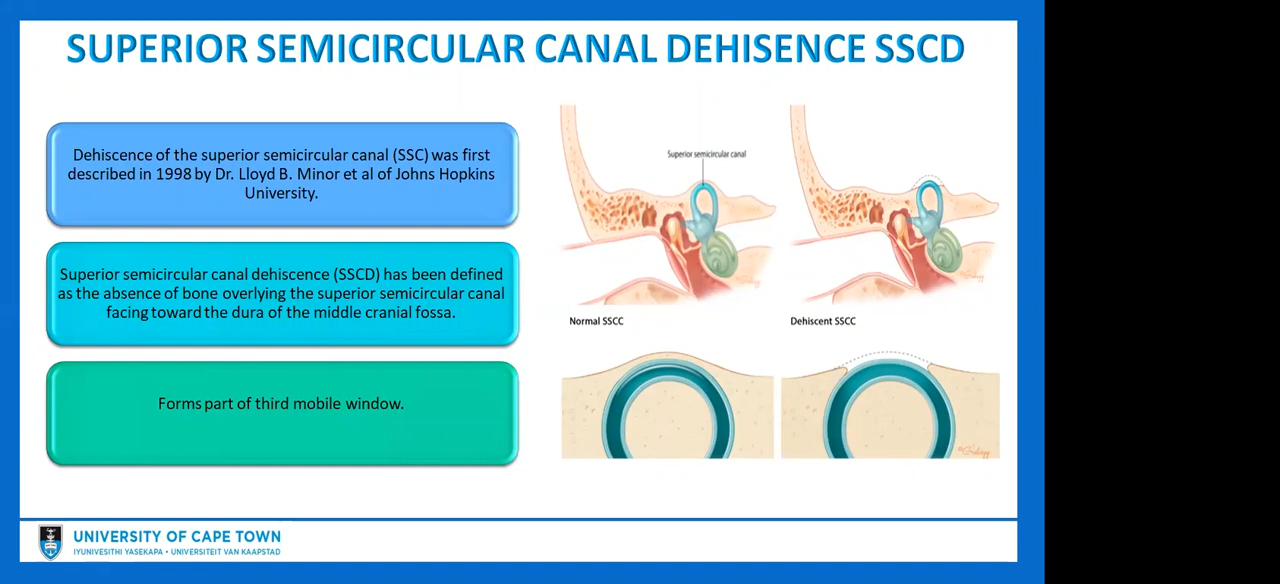 SUPERIOR SEMICIRCULAR CANAL DEHISENCE SSCD
Dehiscence of the superior semicircular canal (SSC) was first
described in 1998 by Dr. Lloyd B. Minor et al of Johns Hopkins
University.
Superior semicircular canal dehiscence (SSCD) has been defined
as the absence of bone overlying the superior semicircular canal
facing toward the dura of the middle cranial fossa.
Forms part of third mobile window.
Superior semicircular canal
Normal SSCC
Dehiscent SSCC
UNIVERSITY OF CAPE TOWN
IYUNIVESITHI YASEKAPA • UNIVERSITEIT VAN KAAPSTAD